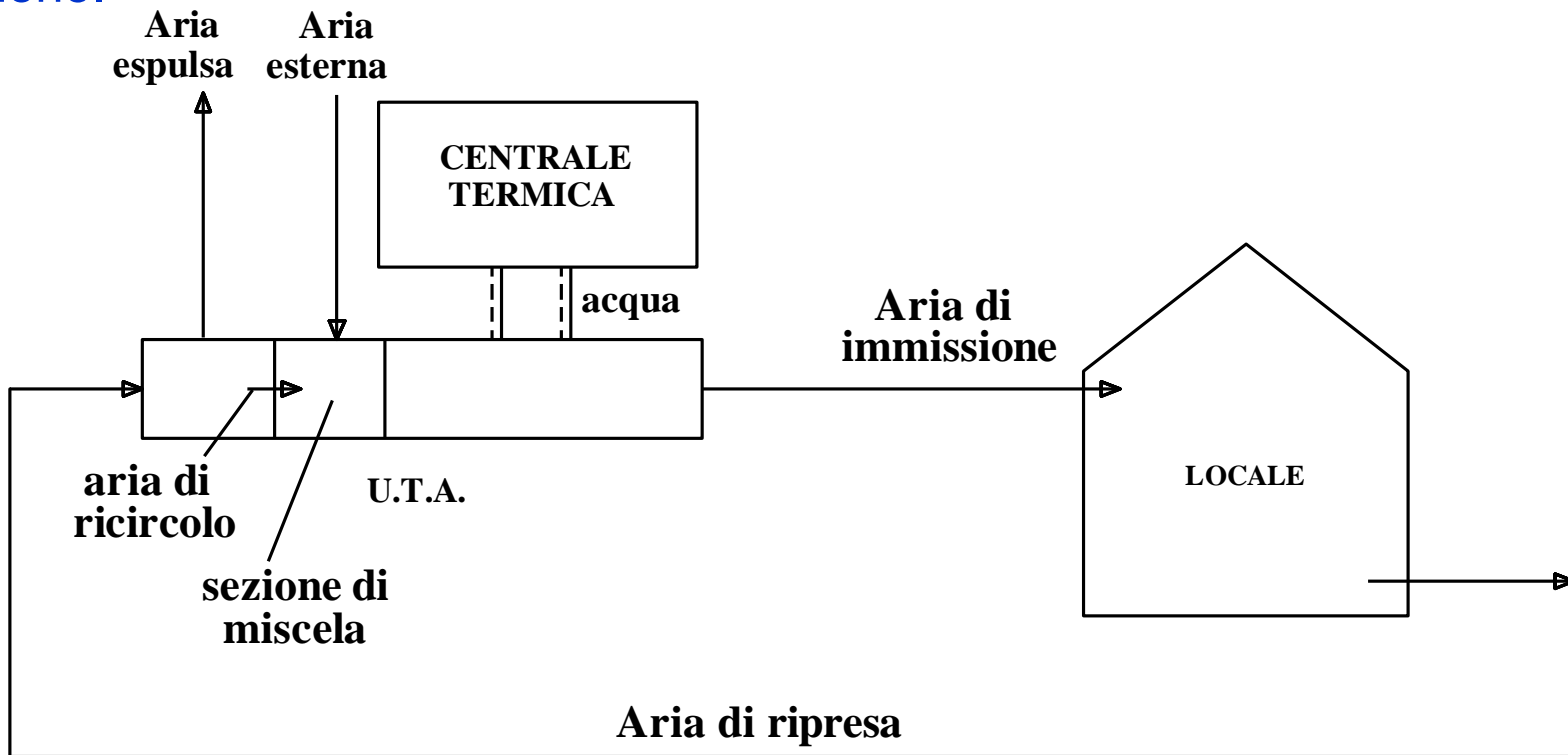 Aria
espulsa
Aria
esterna
CENTRALE
TERMICA
acqua
Aria di
immissione
aria di
ricircolo
U.T.A.
LOCALE
sezione di
miscela
Aria di ripresa